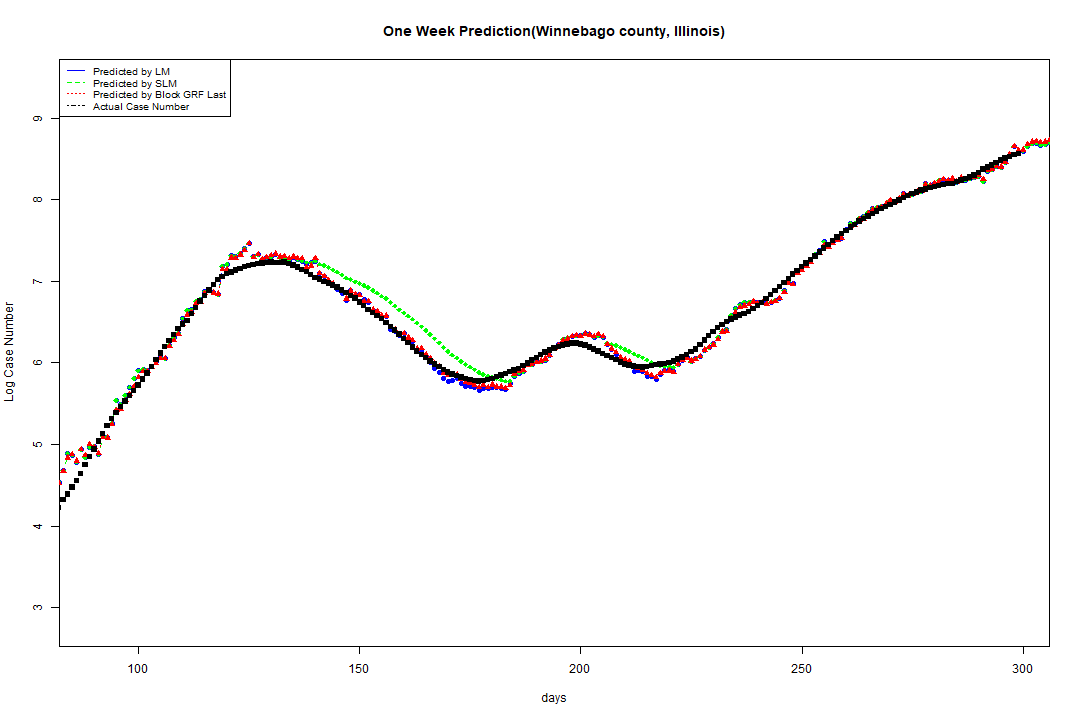 One Week Prediction(Winnebago county, Illinois)
Predicted by LM
Predicted by SLM
Predicted by Block GRF Last
Actual Case Number
Log Case Number
9
8
7
6
5
4
3
100 150 200 250 300
days